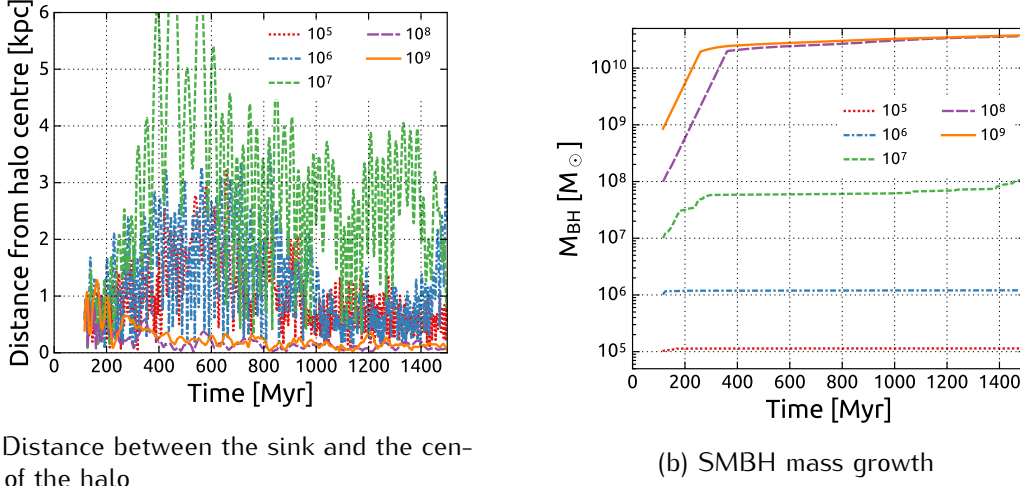 Distance from halo centre [kpc]
6
5
4
3
2
1
0
10⁵
10⁶
10⁷
10⁸
10⁹
0 200 400 600 800 1000 1200 1400
Time [Myr]
Distance between the sink and the cen-
of the halo
M_BH [M☉]
10¹⁰
10⁹
10⁸
10⁷
10⁶
10⁵
10⁵
10⁶
10⁷
10⁸
10⁹
0 200 400 600 800 1000 1200 1400
Time [Myr]
(b) SMBH mass growth